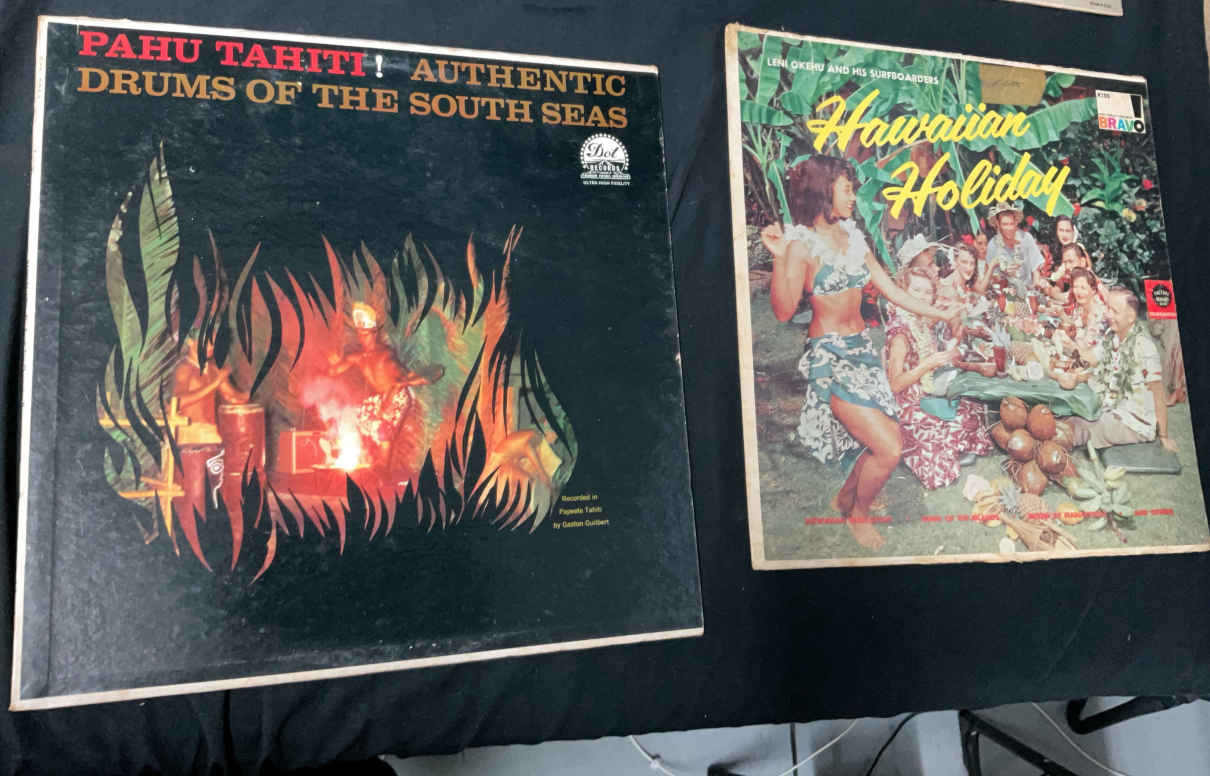 PAHU TAHITI! AUTHENTIC
DRUMS OF THE SOUTH SEAS
Dot
RECORDS
ULTRA HIGH FIDELITY
Recorded in
Papeete Tahiti
by Gaston Guilbert
LENI OKEHU AND HIS SURFBOARDERS
Hawaiian
Holiday
K108
BRAVO